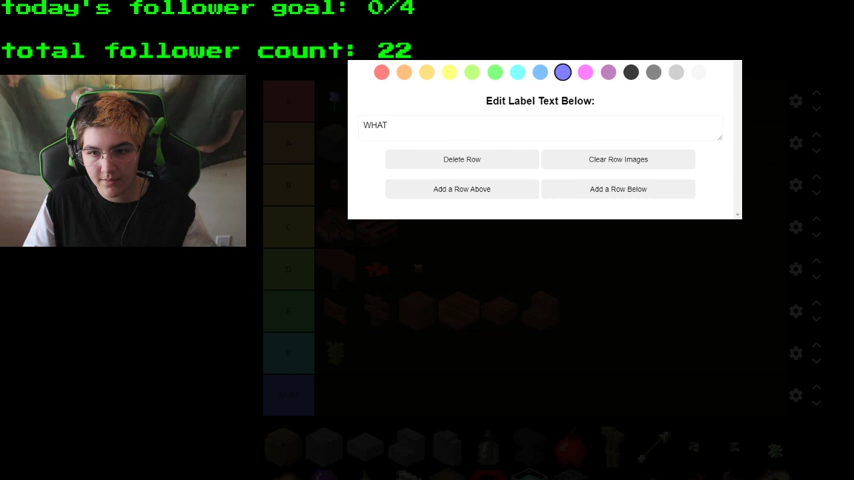 today's follower goal: 0/4
total follower count: 22
Edit Label Text Below:
WHAT
Delete Row
Clear Row Images
Add a Row Above
Add a Row Below